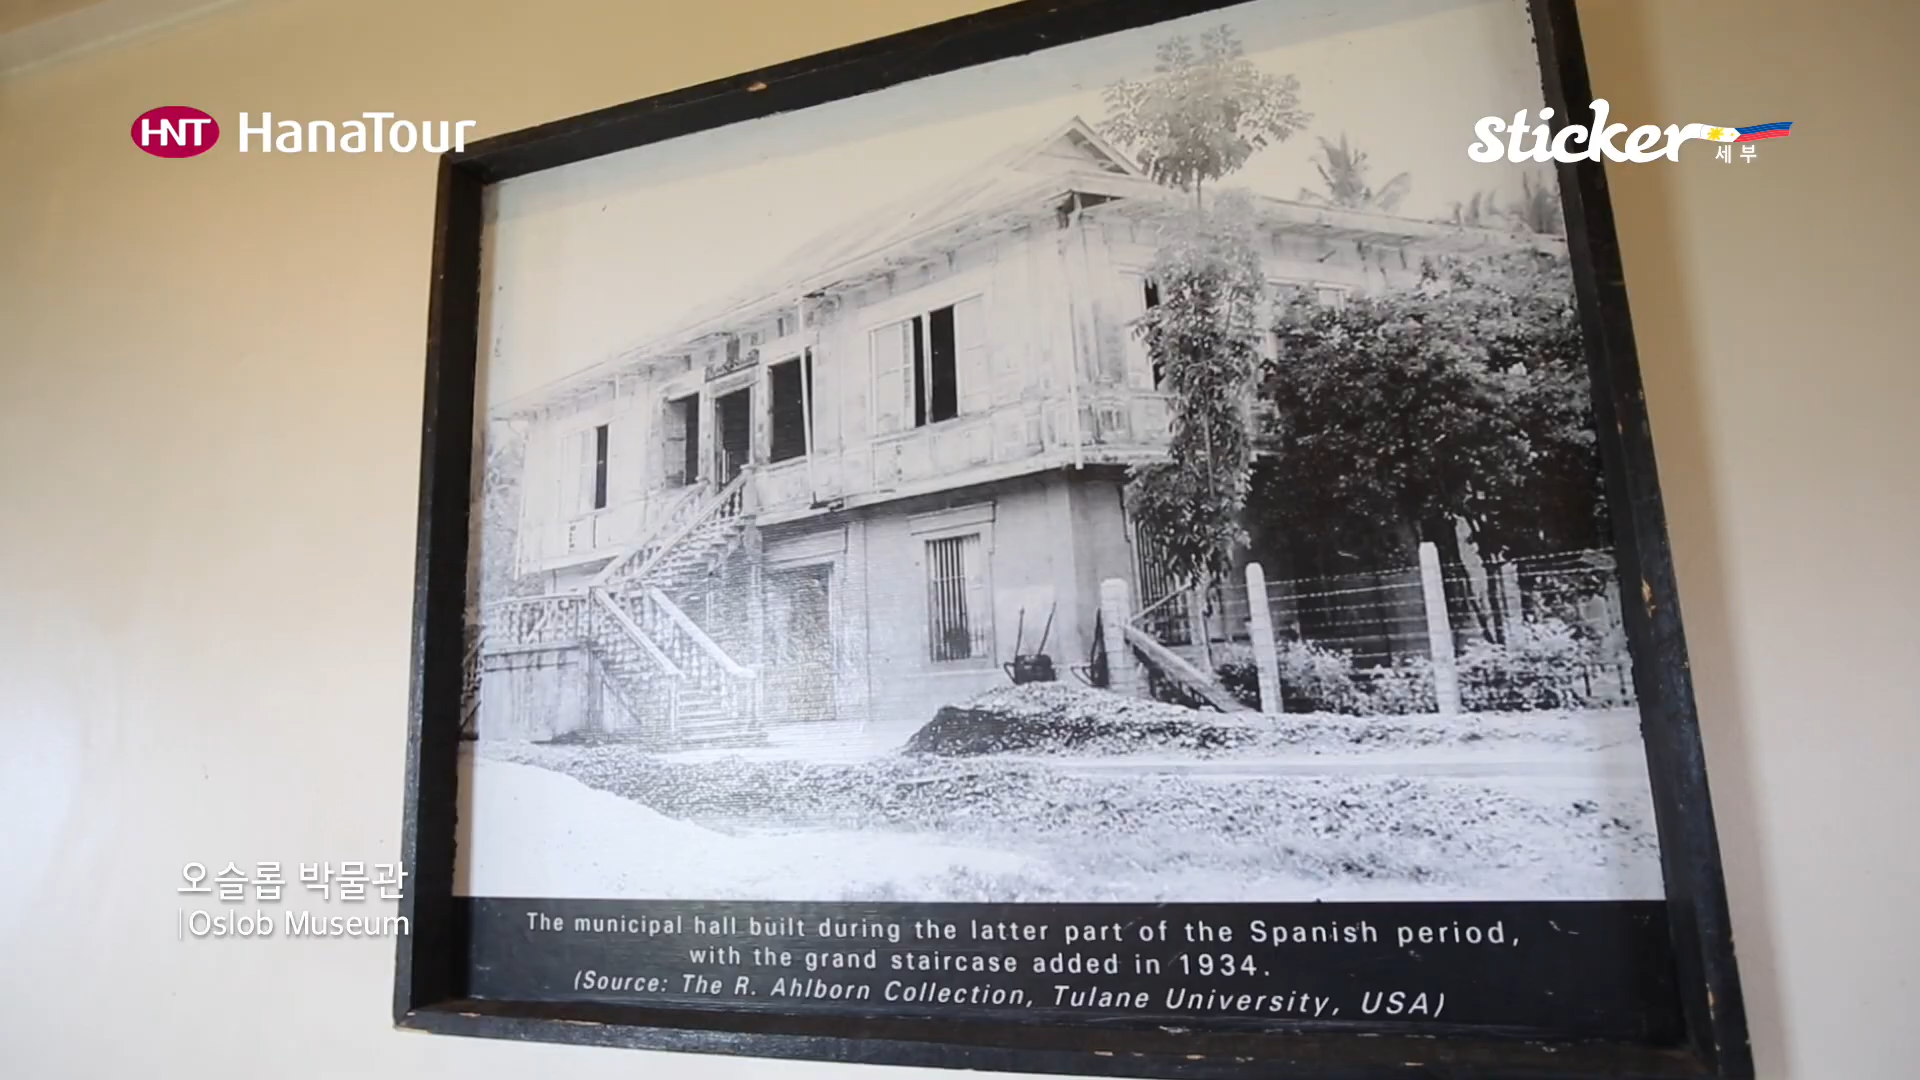 HNT HanaTour
sticker
세부
오슬롭 박물관
Oslob Museum
The municipal hall built during the latter part of the Spanish period,
with the grand staircase added in 1934.
(Source: The R. Ahlborn Collection, Tulane University, USA)